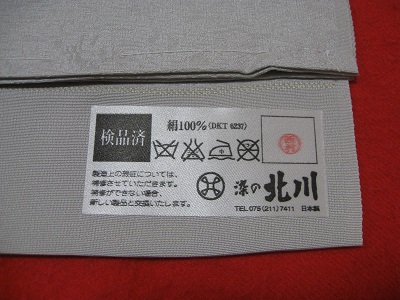 検品済
絹100%(DKT 6237)
製造上の瑕疵については、
補修させていただきます。
補修ができない場合、
新しい製品と交換いたします。
染の北川
TEL 075(211)7411 日本製